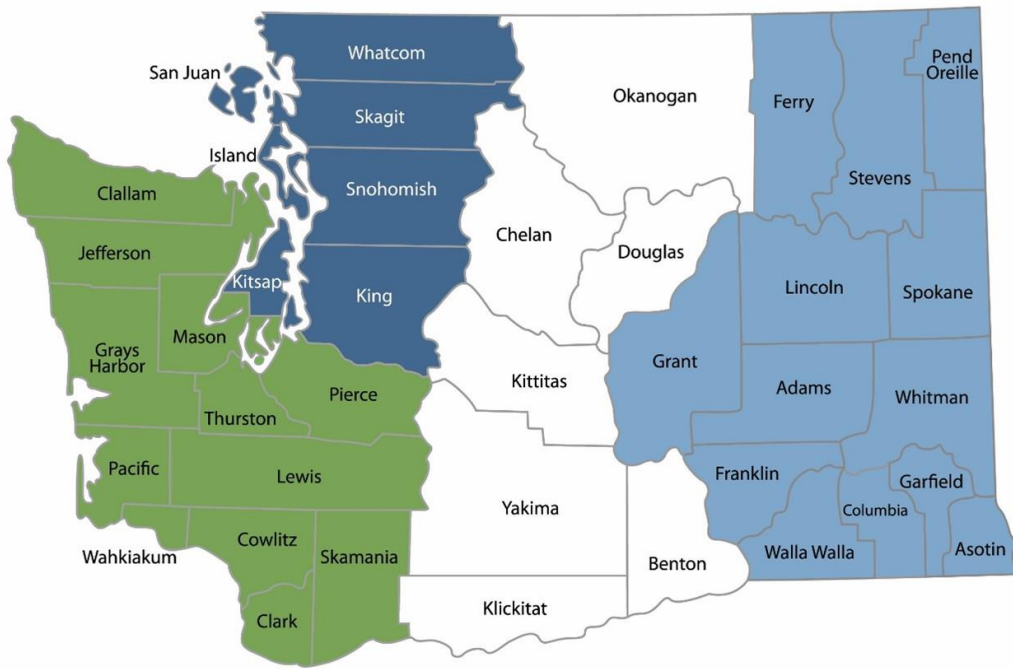 Whatcom
San Juan
Pend
Oreille
Okanogan
Ferry
Skagit
Island
Stevens
Snohomish
Clallam
Chelan
Jefferson
Douglas
Kitsap
King
Lincoln
Spokane
Mason
Grays
Harbor
Grant
Kittitas
Adams
Pierce
Whitman
Thurston
Pacific
Lewis
Franklin
Garfield
Yakima
Columbia
Cowlitz
Wahkiakum
Skamania
Walla Walla
Asotin
Benton
Klickitat
Clark